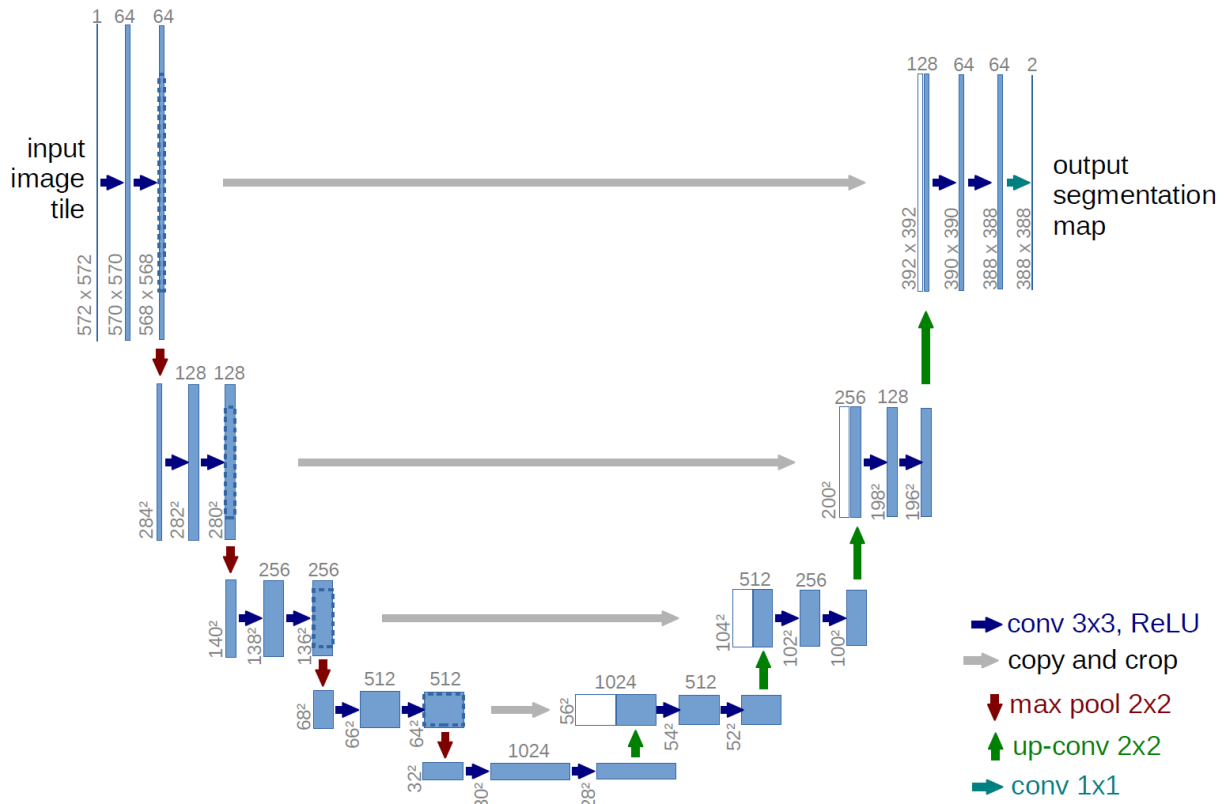 1 64 64
128 64 64 2
input
image
tile
output
segmentation
map
572 x 572
570 x 570
568 x 568
392 x 392
390 x 390
388 x 388
388 x 388
128 128
256 128
284²
282²
280²
200²
198²
196²
256 256
512 256
140²
138²
136²
104²
102²
100²
512 512
1024 512
68²
66²
64²
56²
54²
52²
1024
32²
30²
28²
conv 3x3, ReLU
copy and crop
max pool 2x2
up-conv 2x2
conv 1x1